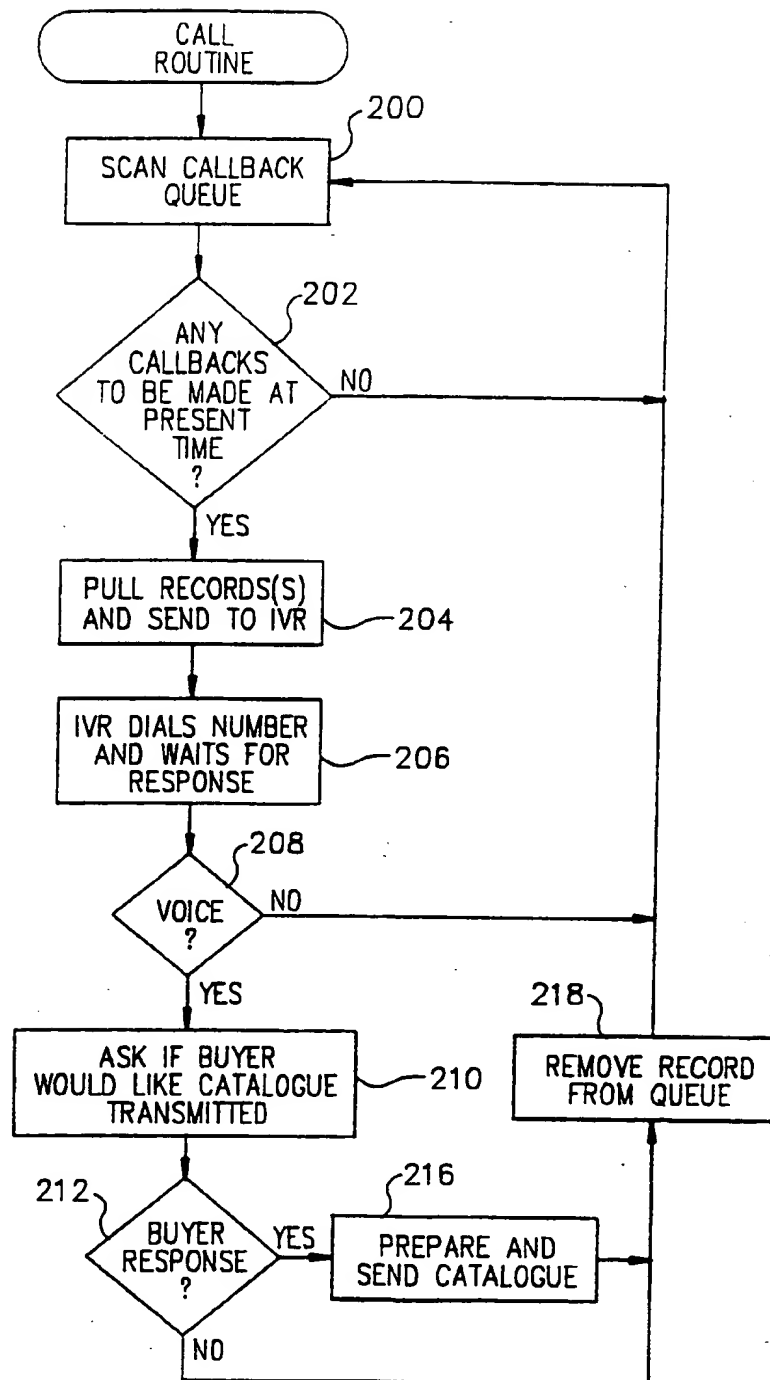 CALL
ROUTINE
200
SCAN CALLBACK
QUEUE
202
ANY
CALLBACKS
TO BE MADE AT
PRESENT
TIME
?
NO
YES
PULL RECORDS(S)
AND SEND TO IVR
204
IVR DIALS NUMBER
AND WAITS FOR
RESPONSE
206
208
VOICE
?
NO
YES
218
ASK IF BUYER
WOULD LIKE CATALOGUE
TRANSMITTED
210
REMOVE RECORD
FROM QUEUE
212
216
BUYER
RESPONSE
?
YES
PREPARE AND
SEND CATALOGUE
NO